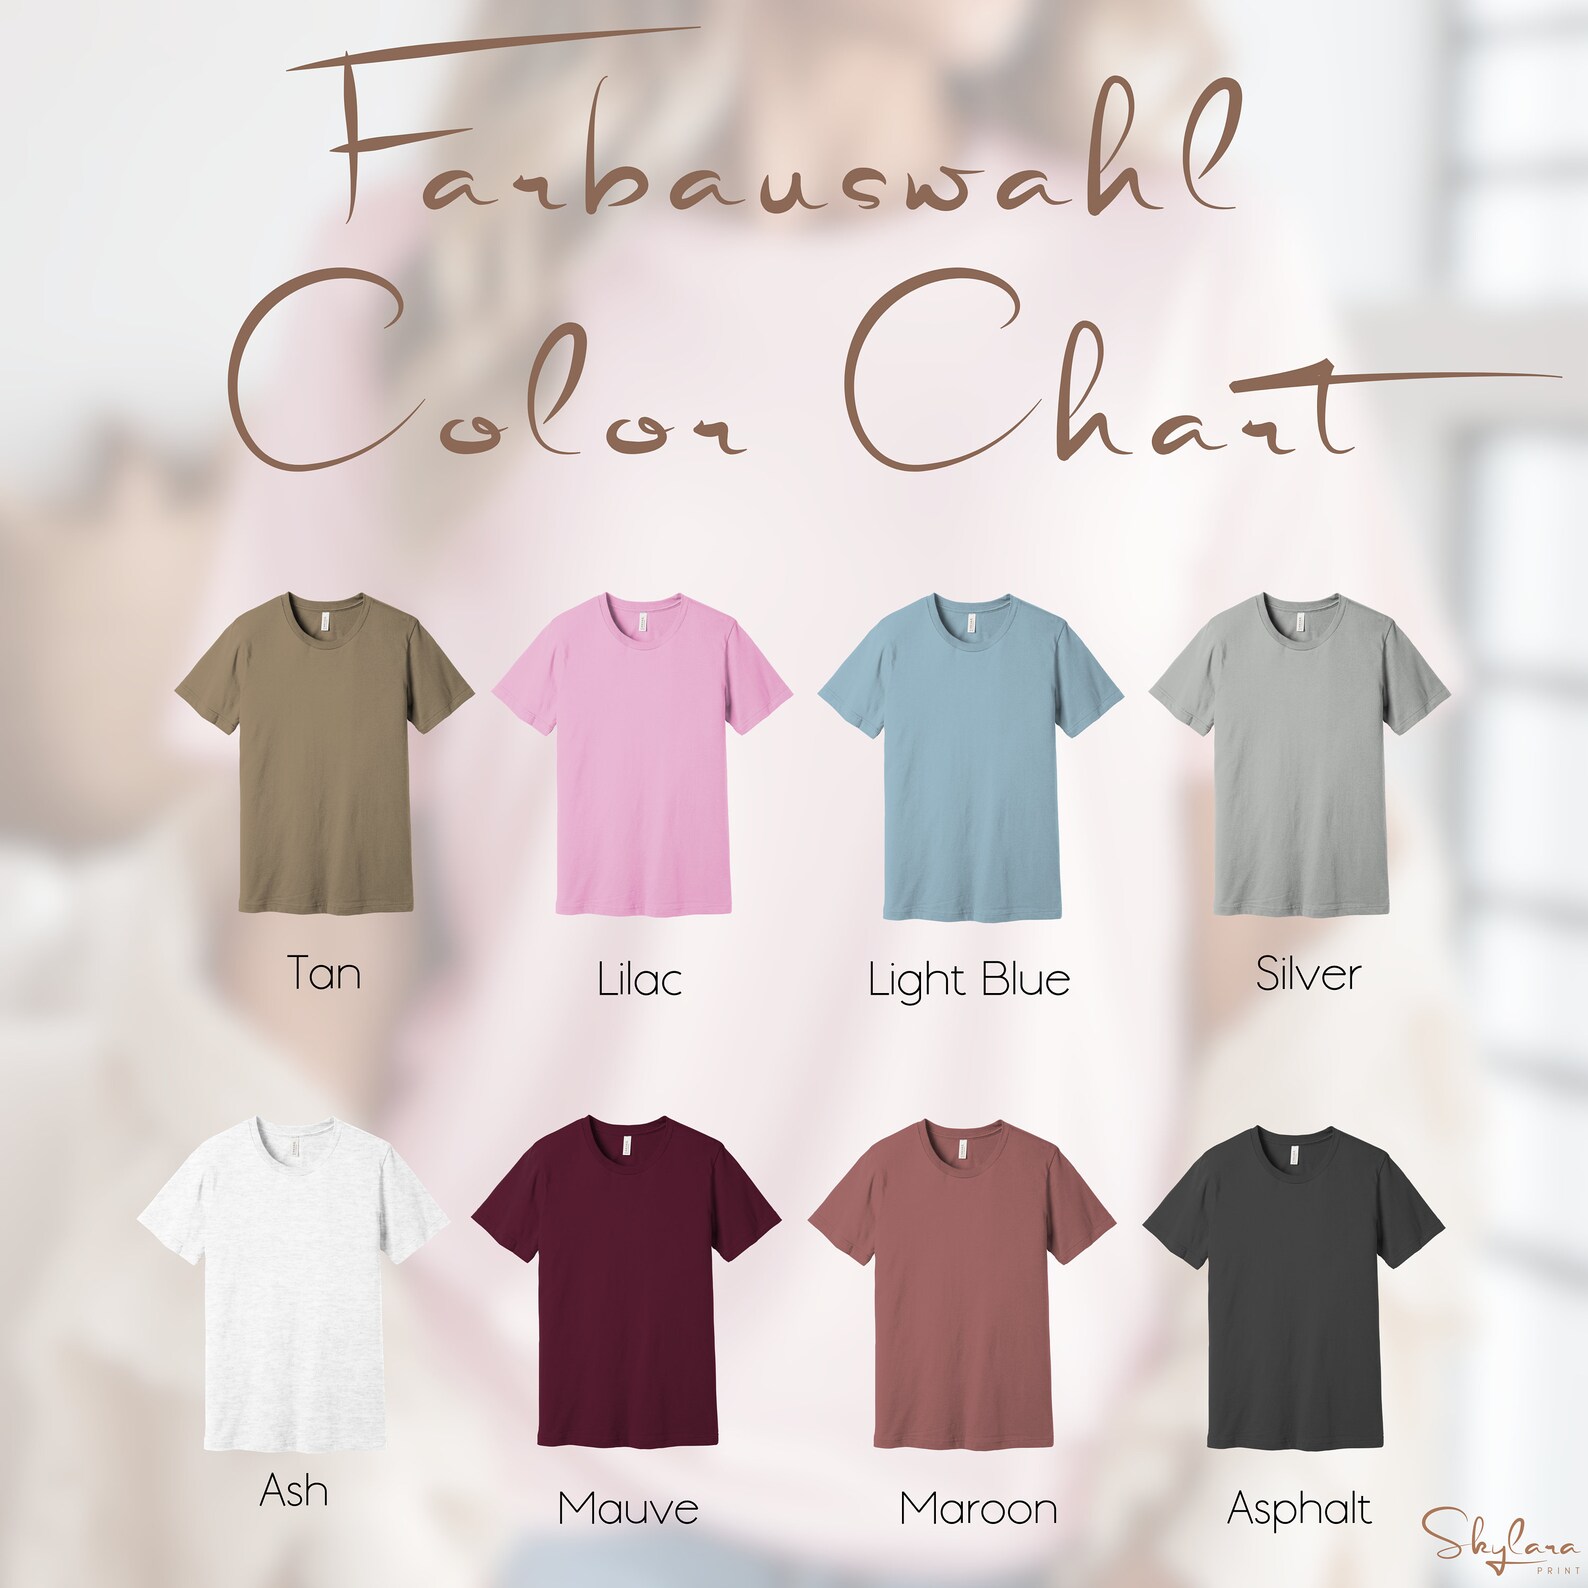 Farbauswahl
Color Chart
Tan
Lilac
Light Blue
Silver
Ash
Mauve
Maroon
Asphalt
Skylara
PRINT